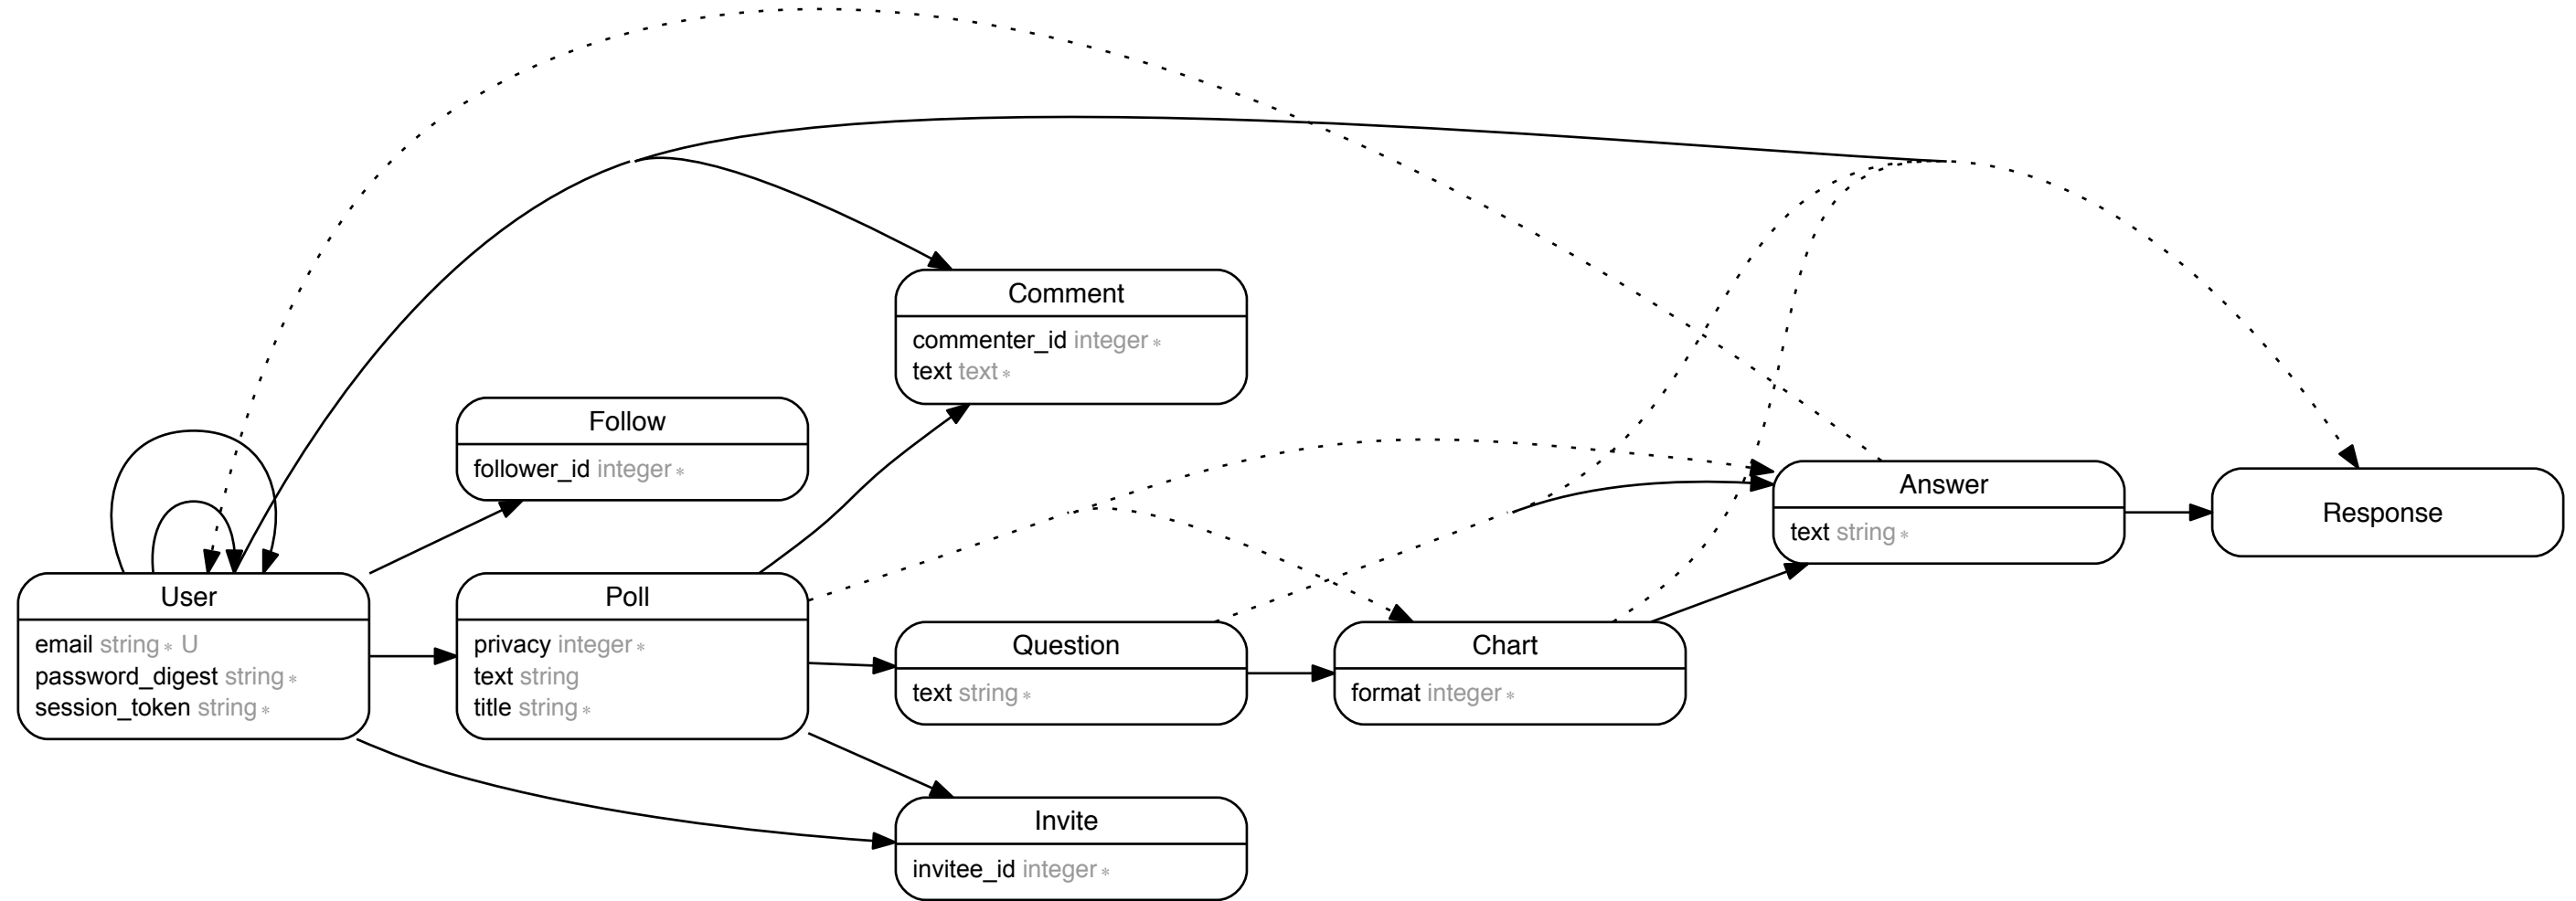 Comment
commenter_id integer *
text text *
Follow
follower_id integer *
Answer
text string *
Response
User
email string * U
password_digest string *
session_token string *
Poll
privacy integer *
text string
title string *
Question
text string *
Chart
format integer *
Invite
invitee_id integer *